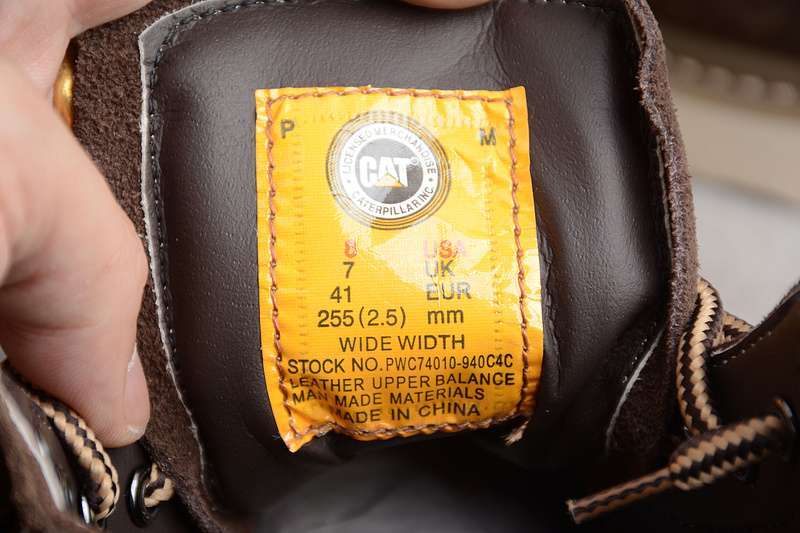 P M
LICENSED MERCHANDISE
CAT
CATERPILLAR INC.
8 USA
7 UK
41 EUR
255 (2.5) mm
WIDE WIDTH
STOCK NO. PWC74010-940C4C
LEATHER UPPER BALANCE
MAN MADE MATERIALS
MADE IN CHINA